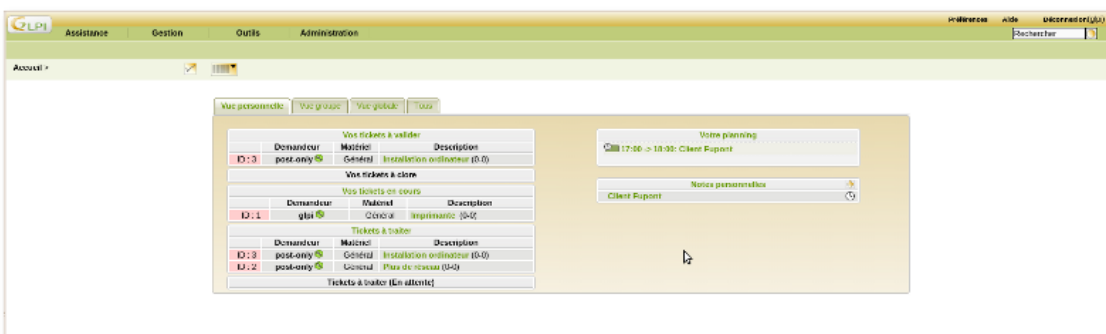 GLPI
Préférences Aide Déconnexion(glpi)
Assistance Gestion Outils Administration
Rechercher
Accueil >
Vue personnelle Vue groupe Vue globale Tous
Vos tickets à valider
Demandeur Matériel Description
ID : 3 post-only Général Installation ordinateur (0-0)
Vos tickets à clore
Vos tickets en cours
Demandeur Matériel Description
ID : 1 glpi Général Imprimante (0-0)
Tickets à traiter
Demandeur Matériel Description
ID : 3 post-only Général Installation ordinateur (0-0)
ID : 2 post-only Général Plus de réseau (0-0)
Tickets à traiter (En attente)
Votre planning
17:00 -> 18:00: Client Fupont
Notes personnelles
Client Fupont